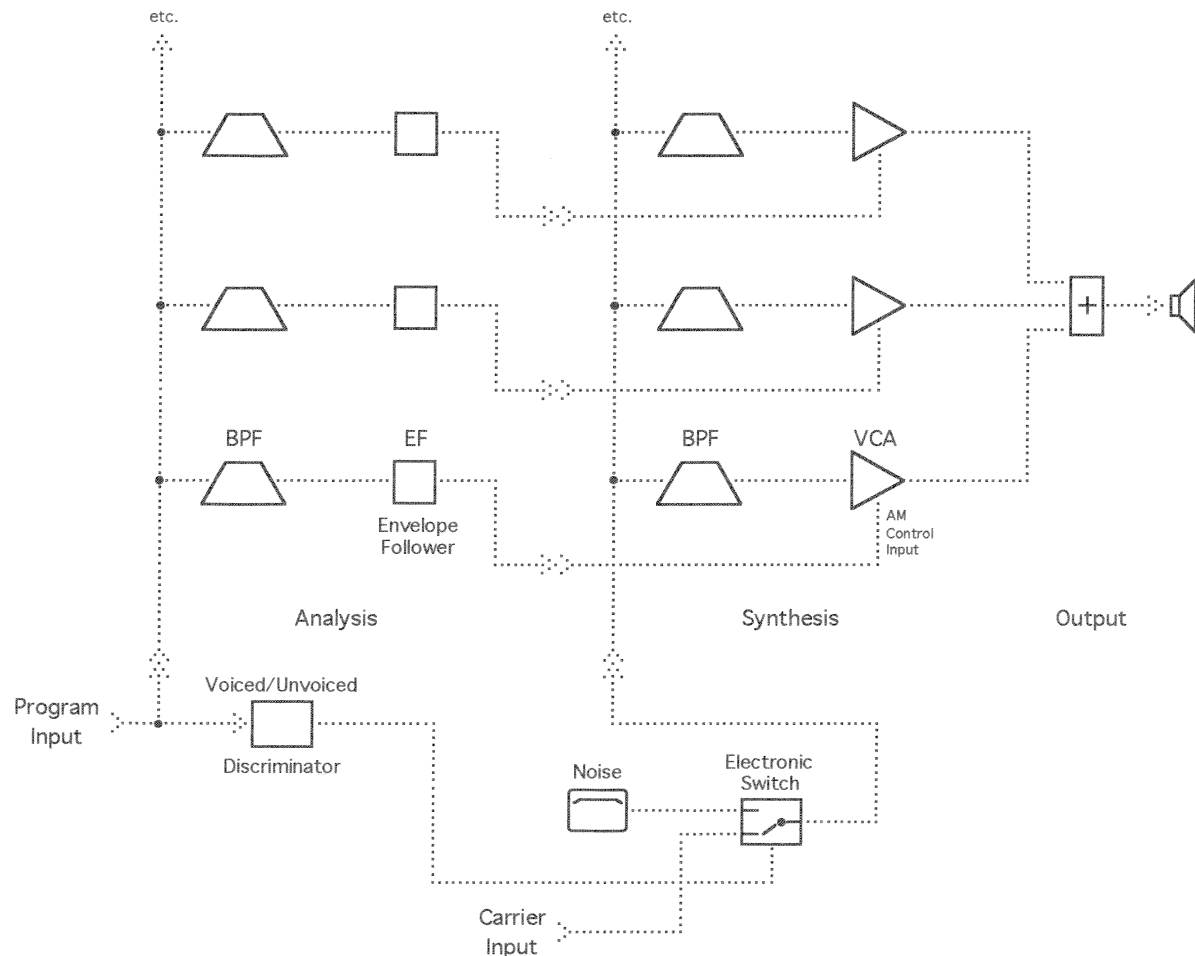 etc.
etc.
BPF
EF
BPF
VCA
Envelope
Follower
AM
Control
Input
Analysis
Synthesis
Output
Voiced/Unvoiced
Program
Input
Discriminator
Noise
Electronic
Switch
+
Carrier
Input